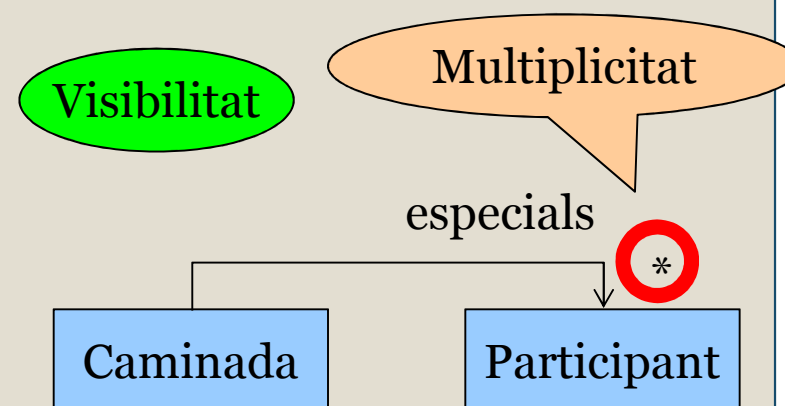 Multiplicitat
Visibilitat
especials
*
Caminada
Participant